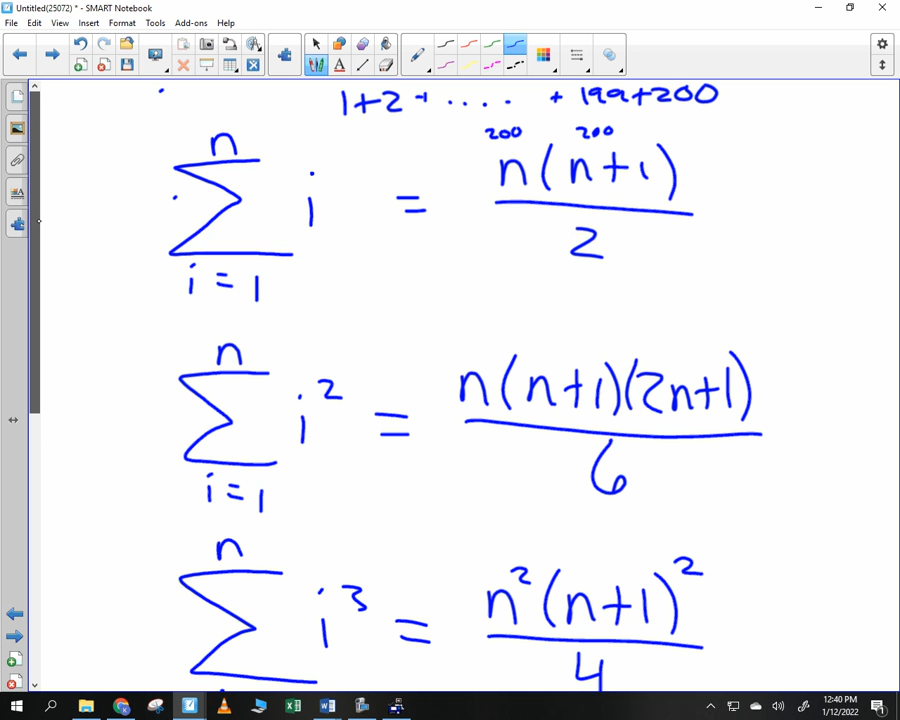 Untitled(25072) * - SMART Notebook
File Edit View Insert Format Tools Add-ons Help
1+2+ ..... + 199+200
200 200
n
∑ i = n(n+1)
2
i = 1
n
∑ i² = n(n+1)(2n+1)
6
i = 1
n
∑ i³ = n²(n+1)²
4
12:40 PM
1/12/2022